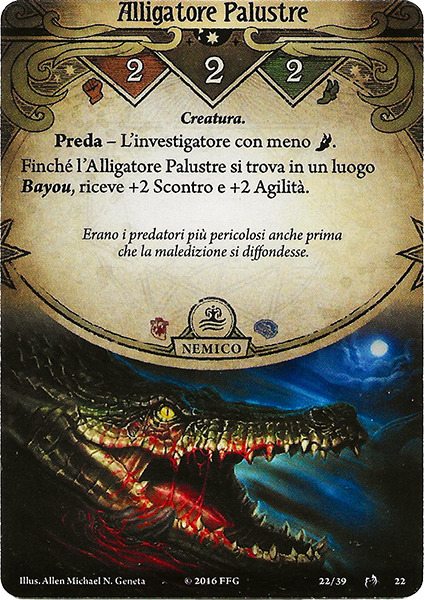 Alligatore Palustre
2 2 2
Creatura.
Preda – L'investigatore con meno .
Finché l'Alligatore Palustre si trova in un luogo
Bayou, riceve +2 Scontro e +2 Agilità.
Erano i predatori più pericolosi anche prima
che la maledizione si diffondesse.
NEMICO
Illus. Allen Michael N. Geneta © 2016 FFG 22/39 22